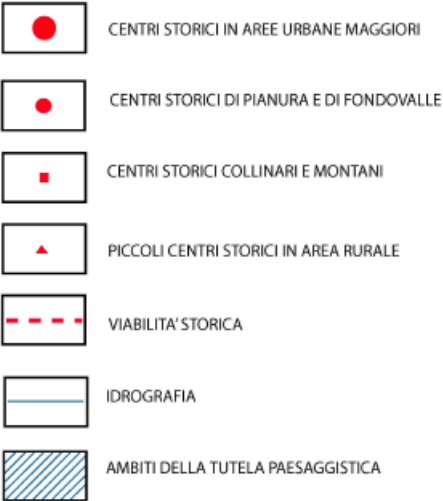 CENTRI STORICI IN AREE URBANE MAGGIORI
CENTRI STORICI DI PIANURA E DI FONDOVALLE
CENTRI STORICI COLLINARI E MONTANI
PICCOLI CENTRI STORICI IN AREA RURALE
VIABILITA' STORICA
IDROGRAFIA
AMBITI DELLA TUTELA PAESAGGISTICA